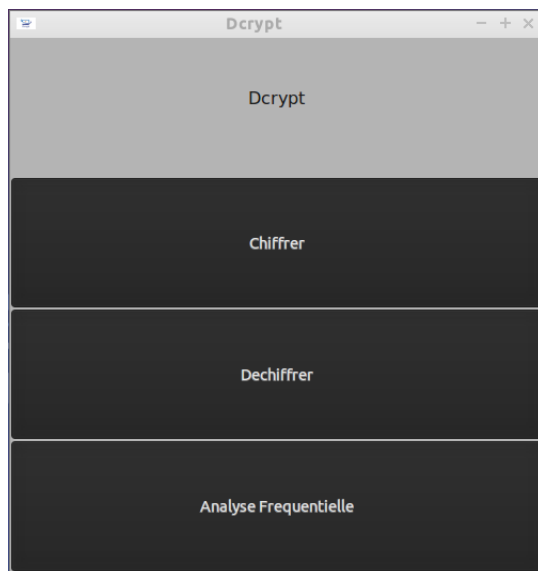 Dcrypt
Dcrypt
Chiffrer
Dechiffrer
Analyse Frequentielle